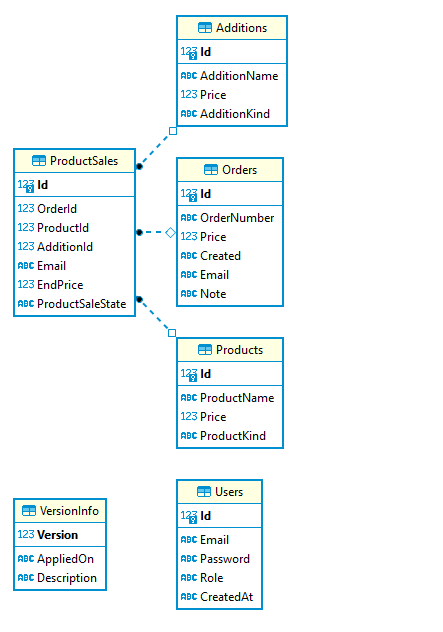 Additions
123 Id
ABC AdditionName
123 Price
ABC AdditionKind
ProductSales
123 Id
123 OrderId
123 ProductId
123 AdditionId
ABC Email
123 EndPrice
ABC ProductSaleState
Orders
123 Id
ABC OrderNumber
123 Price
ABC Created
ABC Email
ABC Note
Products
123 Id
ABC ProductName
123 Price
ABC ProductKind
Users
123 Id
ABC Email
ABC Password
ABC Role
ABC CreatedAt
VersionInfo
123 Version
ABC AppliedOn
ABC Description